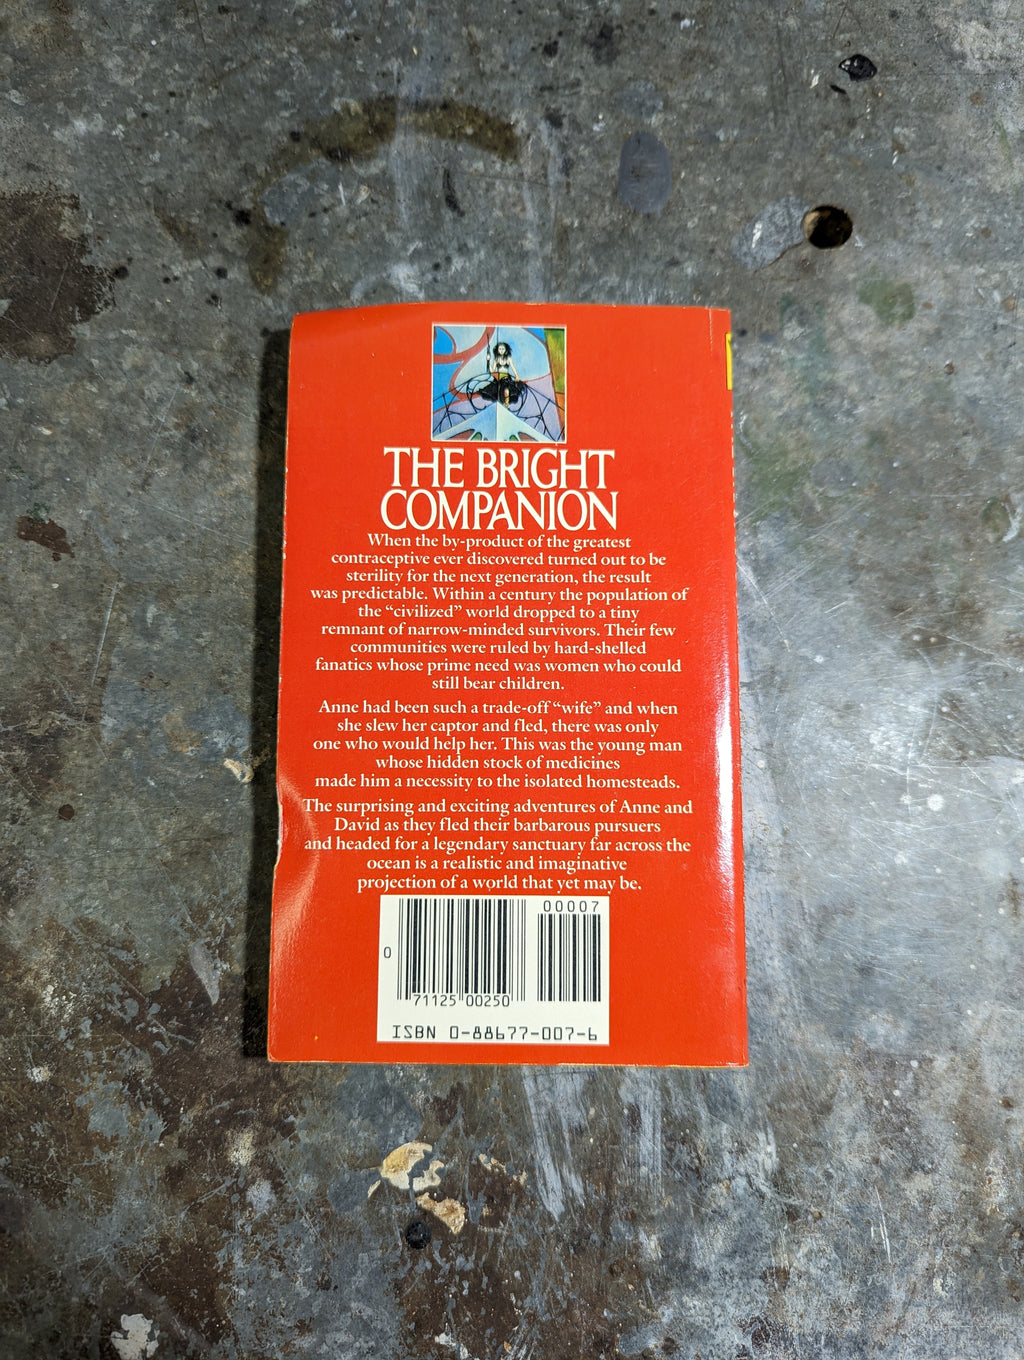 THE BRIGHT
COMPANION
When the by-product of the greatest
contraceptive ever discovered turned out to be
sterility for the next generation, the result
was predictable. Within a century the population of
the “civilized” world dropped to a tiny
remnant of narrow-minded survivors. Their few
communities were ruled by hard-shelled
fanatics whose prime need was women who could
still bear children.
Anne had been such a trade-off “wife” and when
she slew her captor and fled, there was only
one who would help her. This was the young man
whose hidden stock of medicines
made him a necessity to the isolated homesteads.
The surprising and exciting adventures of Anne and
David as they fled their barbarous pursuers
and headed for a legendary sanctuary far across the
ocean is a realistic and imaginative
projection of a world that yet may be.
00007
0
71125 00250
ISBN 0-88677-007-6